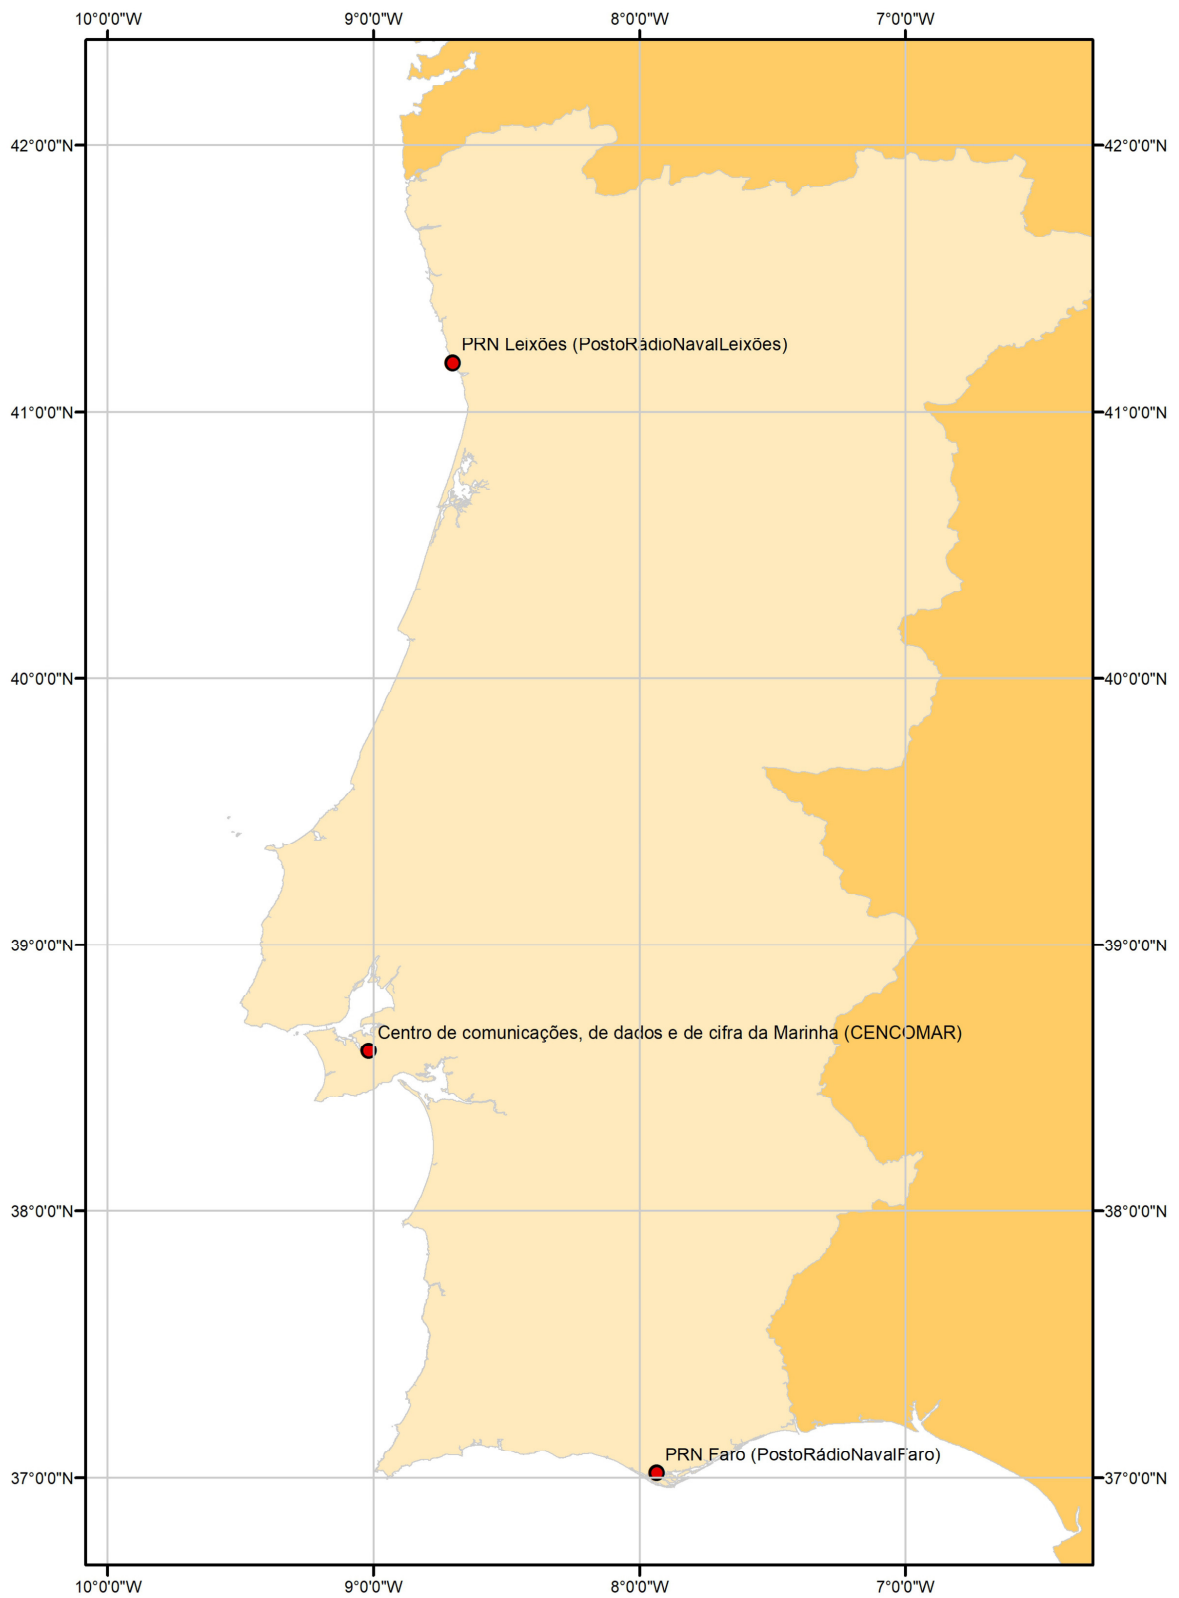 10°0'0"W 9°0'0"W 8°0'0"W 7°0'0"W
42°0'0"N 42°0'0"N
PRN Leixões (PostoRádioNavalLeixões)
41°0'0"N 41°0'0"N
40°0'0"N 40°0'0"N
39°0'0"N 39°0'0"N
Centro de comunicações, de dados e de cifra da Marinha (CENCOMAR)
38°0'0"N 38°0'0"N
PRN Faro (PostoRádioNavalFaro)
37°0'0"N 37°0'0"N
10°0'0"W 9°0'0"W 8°0'0"W 7°0'0"W